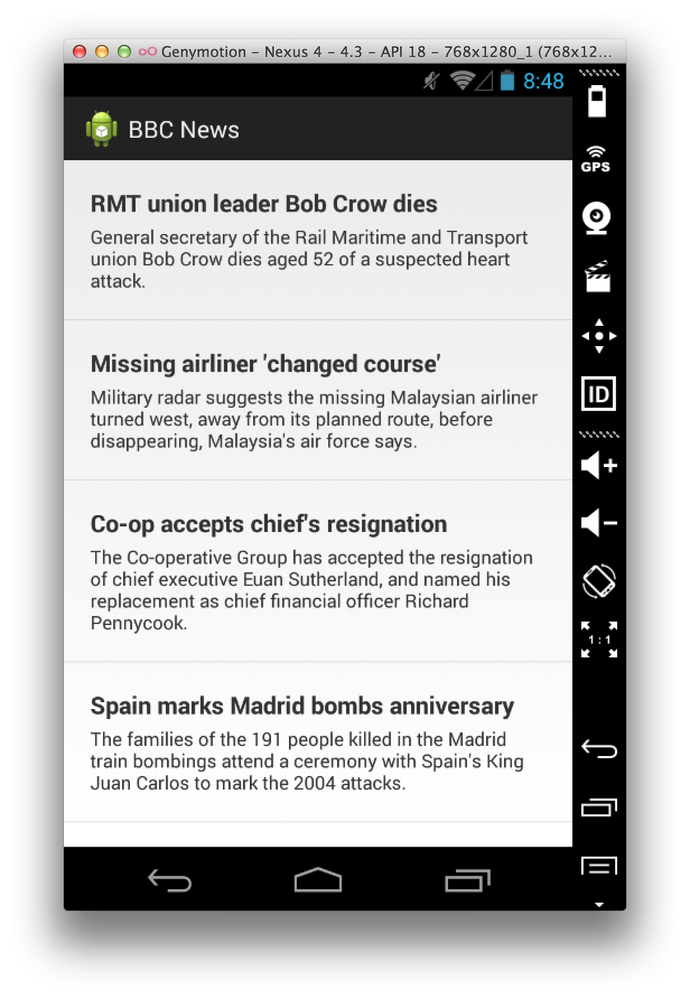 Genymotion – Nexus 4 – 4.3 – API 18 – 768x1280_1 (768x12...
8:48
BBC News
GPS
RMT union leader Bob Crow dies
General secretary of the Rail Maritime and Transport
union Bob Crow dies aged 52 of a suspected heart
attack.
Missing airliner 'changed course'
Military radar suggests the missing Malaysian airliner
turned west, away from its planned route, before
disappearing, Malaysia's air force says.
ID
Co-op accepts chief's resignation
The Co-operative Group has accepted the resignation
of chief executive Euan Sutherland, and named his
replacement as chief financial officer Richard
Pennycook.
1:1
Spain marks Madrid bombs anniversary
The families of the 191 people killed in the Madrid
train bombings attend a ceremony with Spain's King
Juan Carlos to mark the 2004 attacks.